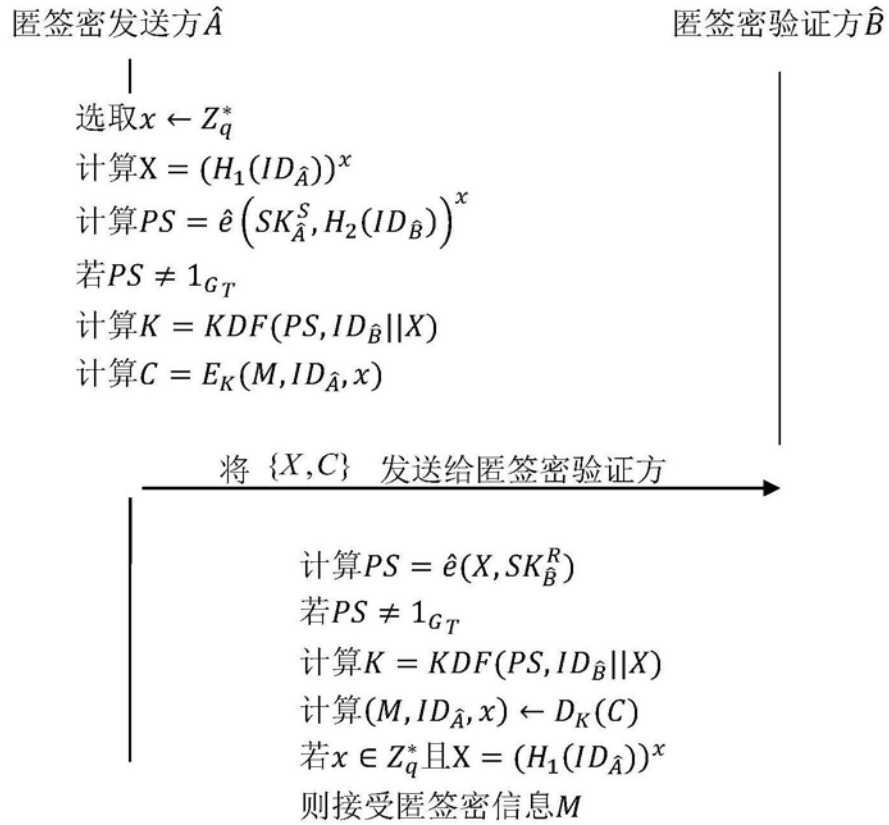 匿签密发送方Â
匿签密验证方B̂
选取x ← Z_q^*
计算X = (H_1(ID_Â))^x
计算PS = ê(SK_Â^S, H_2(ID_B̂))^x
若PS ≠ 1_{G_T}
计算K = KDF(PS, ID_B̂||X)
计算C = E_K(M, ID_Â, x)
将 {X,C} 发送给匿签密验证方
计算PS = ê(X, SK_B̂^R)
若PS ≠ 1_{G_T}
计算K = KDF(PS, ID_B̂||X)
计算(M, ID_Â, x) ← D_K(C)
若x ∈ Z_q^*且X = (H_1(ID_Â))^x
则接受匿签密信息M